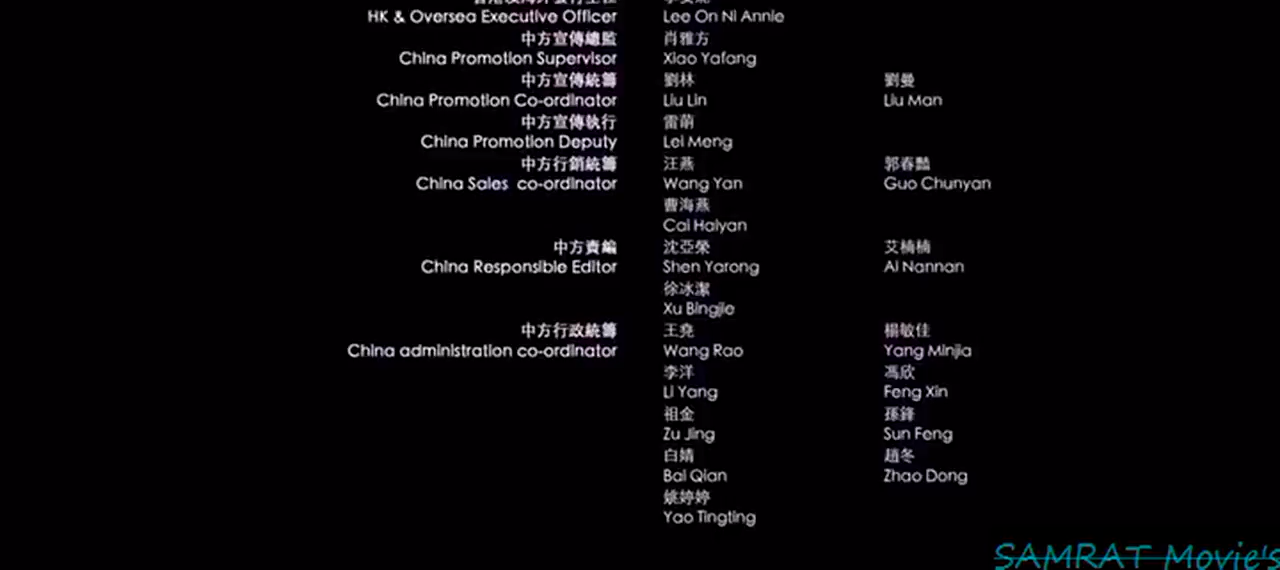 HK & Oversea Executive Officer Lee On Ni Annie
中方宣傳總監 肖雅方
China Promotion Supervisor Xiao Yafang
中方宣傳統籌 劉林 劉曼
China Promotion Co-ordinator Liu Lin Liu Man
中方宣傳執行 雷萌
China Promotion Deputy Lei Meng
中方行銷統籌 汪燕 郭春豔
China Sales co-ordinator Wang Yan Guo Chunyan
曹海燕
Cai Haiyan
中方責編 沈亞榮 艾楠楠
China Responsible Editor Shen Yarong Ai Nannan
徐冰潔
Xu Bingjie
中方行政統籌 王堯 楊敏佳
China administration co-ordinator Wang Rao Yang Minjia
李洋 馮欣
Li Yang Feng Xin
祖金 孫鋒
Zu Jing Sun Feng
白婧 趙冬
Bai Qian Zhao Dong
姚婷婷
Yao Tingting
SAMRAT Movie's